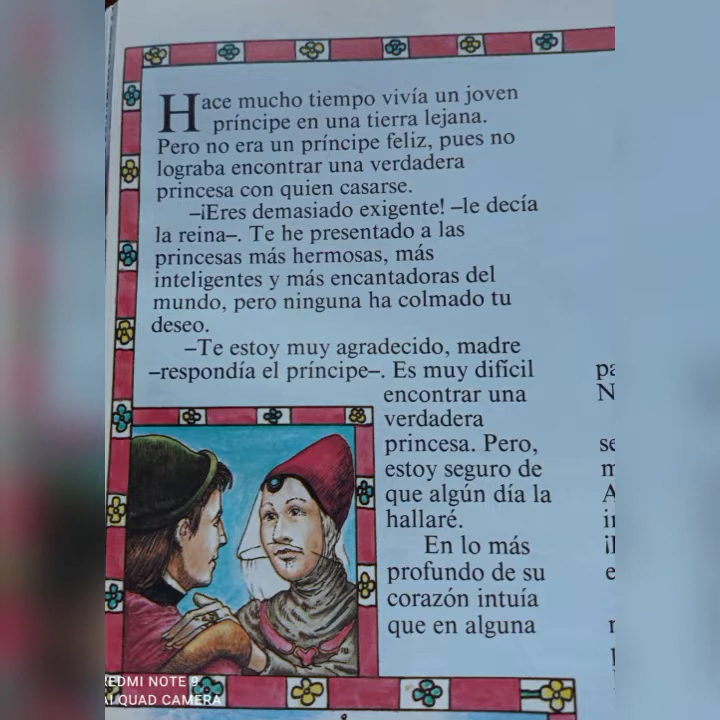 Hace mucho tiempo vivía un joven
príncipe en una tierra lejana.
Pero no era un príncipe feliz, pues no
lograba encontrar una verdadera
princesa con quien casarse.
–¡Eres demasiado exigente! –le decía
la reina–. Te he presentado a las
princesas más hermosas, más
inteligentes y más encantadoras del
mundo, pero ninguna ha colmado tu
deseo.
–Te estoy muy agradecido, madre
–respondía el príncipe–. Es muy difícil
encontrar una
verdadera
princesa. Pero,
estoy seguro de
que algún día la
hallaré.
En lo más
profundo de su
corazón intuía
que en alguna
REDMI NOTE 9
AI QUAD CAMERA